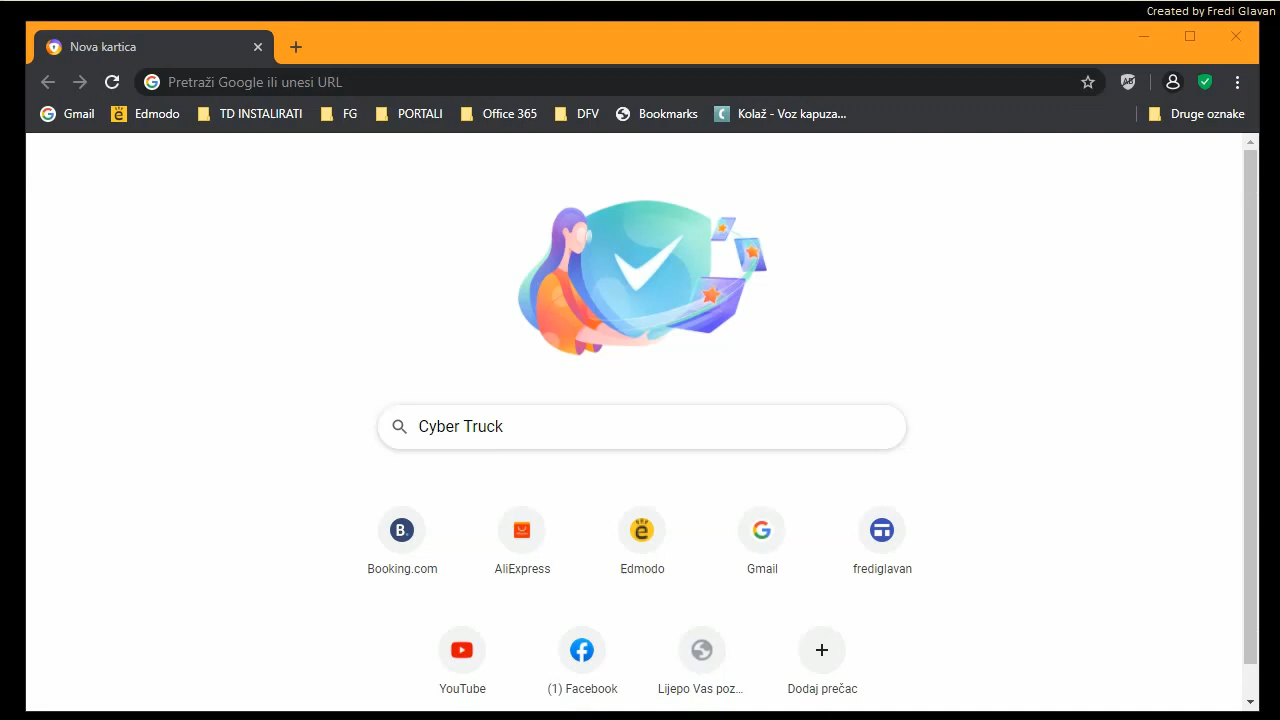 Created by Fredi Glavan
Nova kartica
Pretraži Google ili unesi URL
Gmail Edmodo TD INSTALIRATI FG PORTALI Office 365 DFV Bookmarks Kolaž - Voz kapuza... Druge oznake
Cyber Truck
Booking.com AliExpress Edmodo Gmail frediglavan
YouTube (1) Facebook Lijepo Vas poz... Dodaj prečac